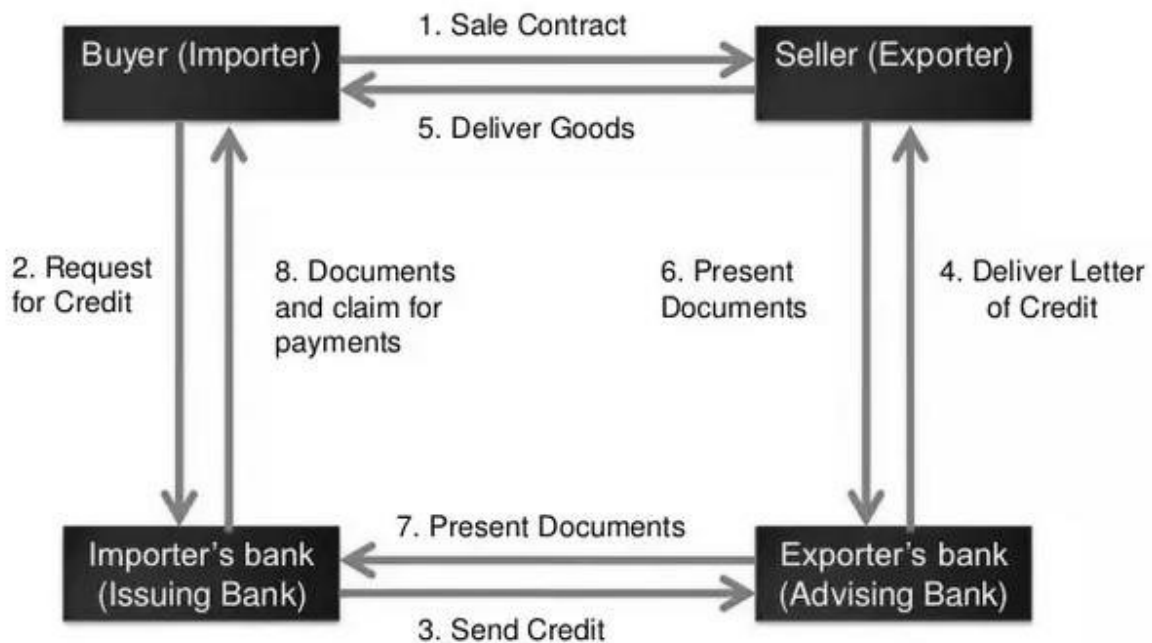 1. Sale Contract
Buyer (Importer)
Seller (Exporter)
5. Deliver Goods
2. Request
for Credit
8. Documents
and claim for
payments
6. Present
Documents
4. Deliver Letter
of Credit
7. Present Documents
Importer's bank
(Issuing Bank)
Exporter's bank
(Advising Bank)
3. Send Credit